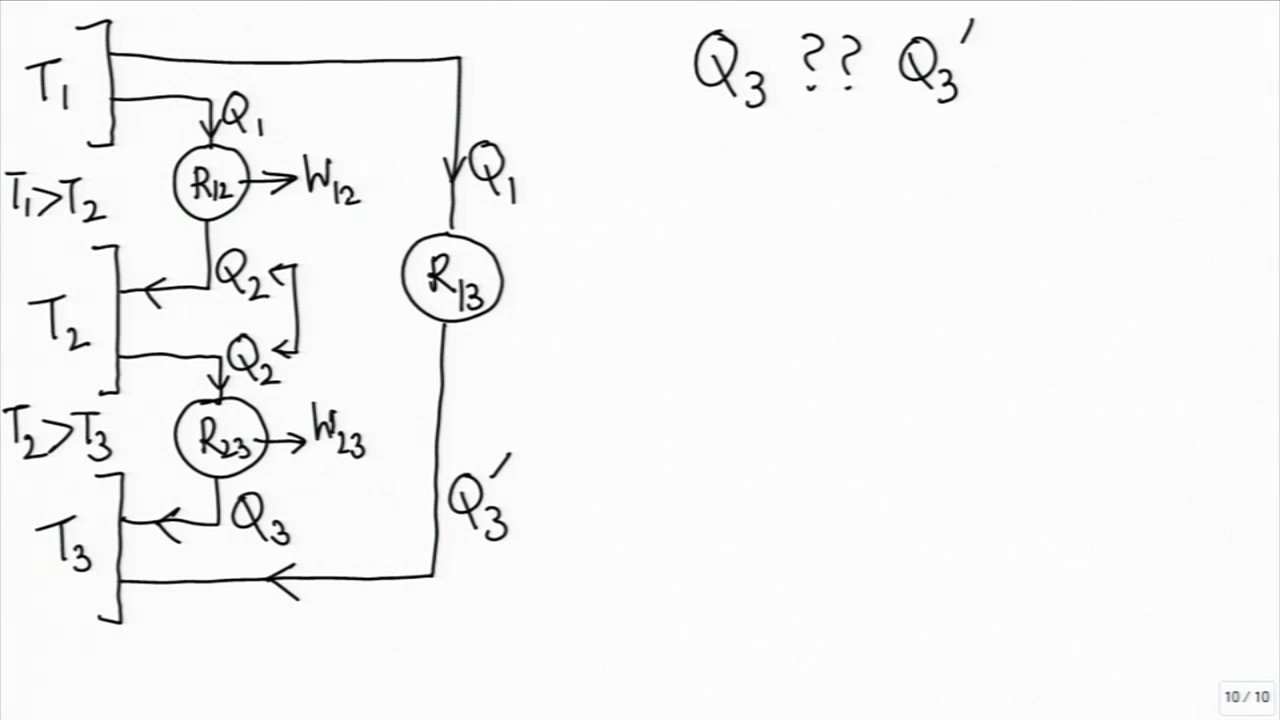 Q₃ ?? Q₃′
T₁
Q₁
R₁₂ → W₁₂
Q₁
T₁>T₂
Q₂
R₁₃
T₂
Q₂
T₂>T₃
R₂₃ → W₂₃
Q₃
Q₃′
T₃
10 / 10